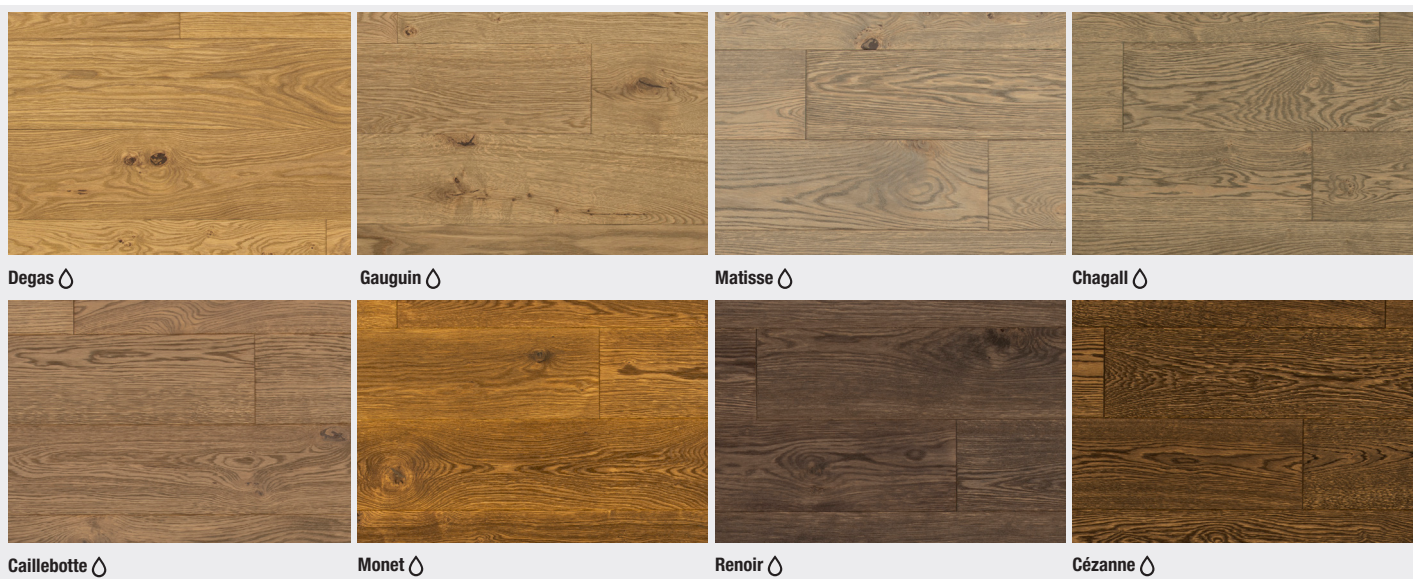 Degas
Gauguin
Matisse
Chagall
Caillebotte
Monet
Renoir
Cézanne